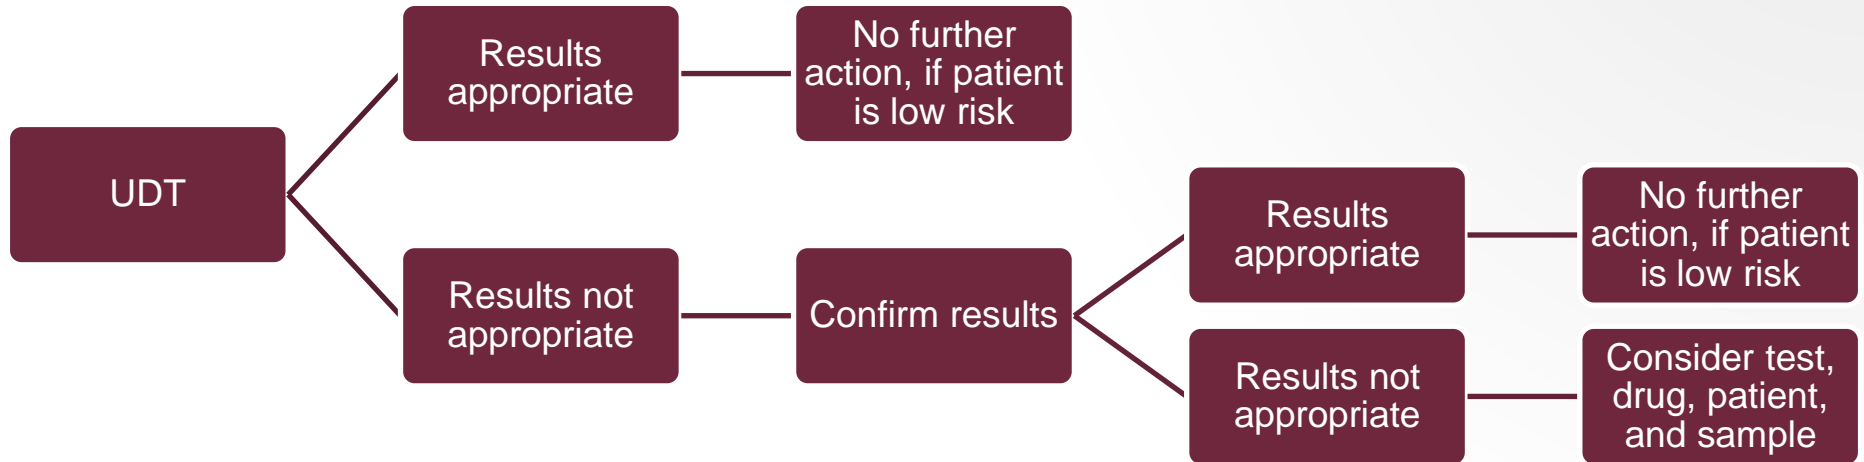 UDT
Results
appropriate
No further
action, if patient
is low risk
Results not
appropriate
Confirm results
Results
appropriate
No further
action, if patient
is low risk
Results not
appropriate
Consider test,
drug, patient,
and sample